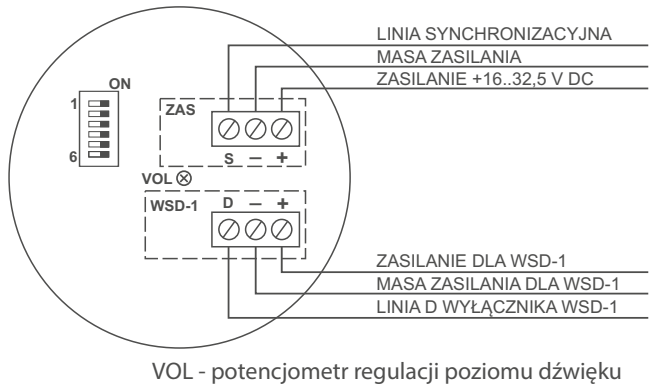 LINIA SYNCHRONIZACYJNA
MASA ZASILANIA
ZASILANIE +16..32,5 V DC
ON
1
6
ZAS
S – +
VOL
WSD-1
D – +
ZASILANIE DLA WSD-1
MASA ZASILANIA DLA WSD-1
LINIA D WYŁĄCZNIKA WSD-1
VOL - potencjometr regulacji poziomu dźwięku